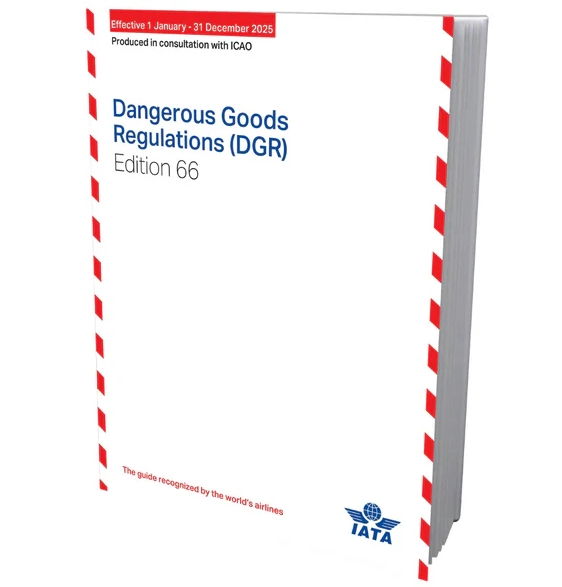 Effective 1 January - 31 December 2025
Produced in consultation with ICAO
Dangerous Goods
Regulations (DGR)
Edition 66
The guide recognized by the world's airlines
IATA